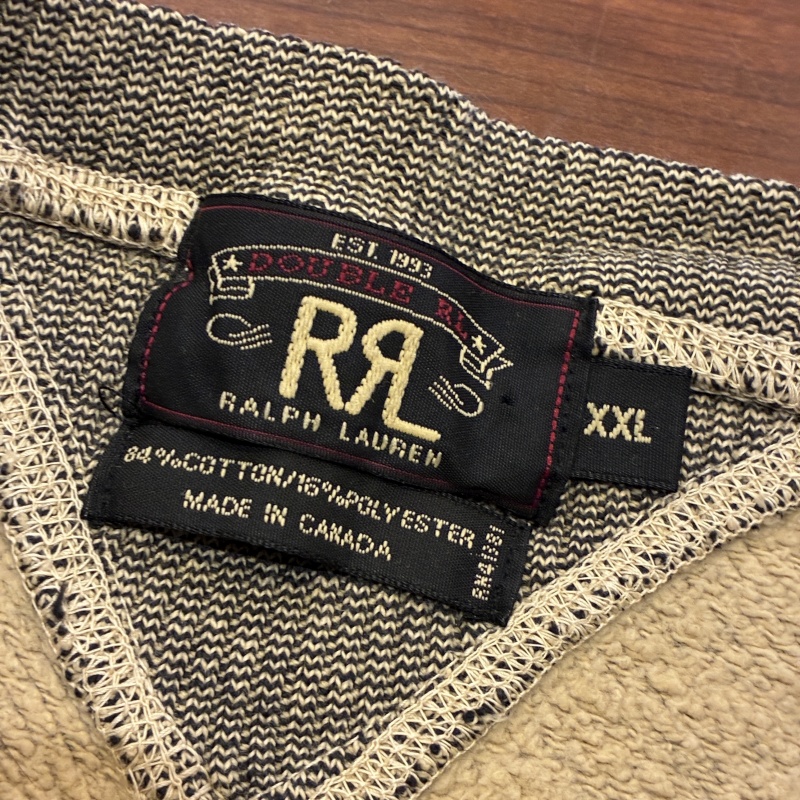 EST. 1993
DOUBLE RL
RRL
RALPH LAUREN
XXL
84%COTTON/16%POLYESTER
MADE IN CANADA